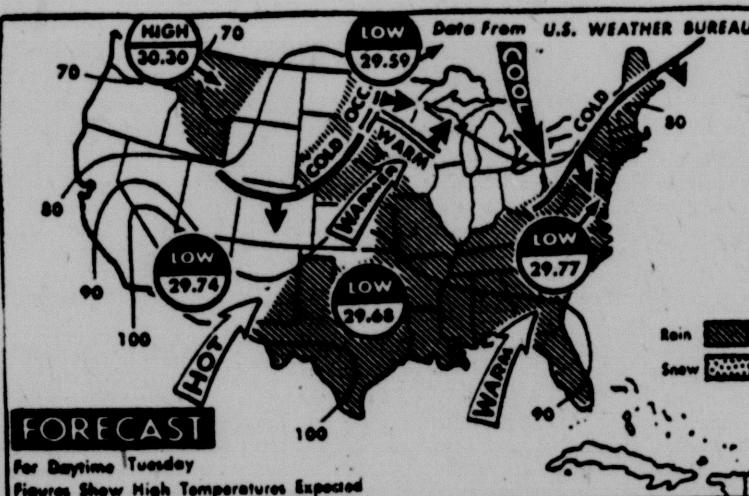 HIGH
30.30
70
LOW
29.59
Data From U.S. WEATHER BUREAU
70
COOL
OCC
COLD
80
COLD
WARM
WARM
80
LOW
29.74
LOW
29.68
LOW
29.77
90
100
HOT
WARM
90
100
Rain
Snow
FORECAST
For Daytime Tuesday
Figures Show High Temperatures Expected